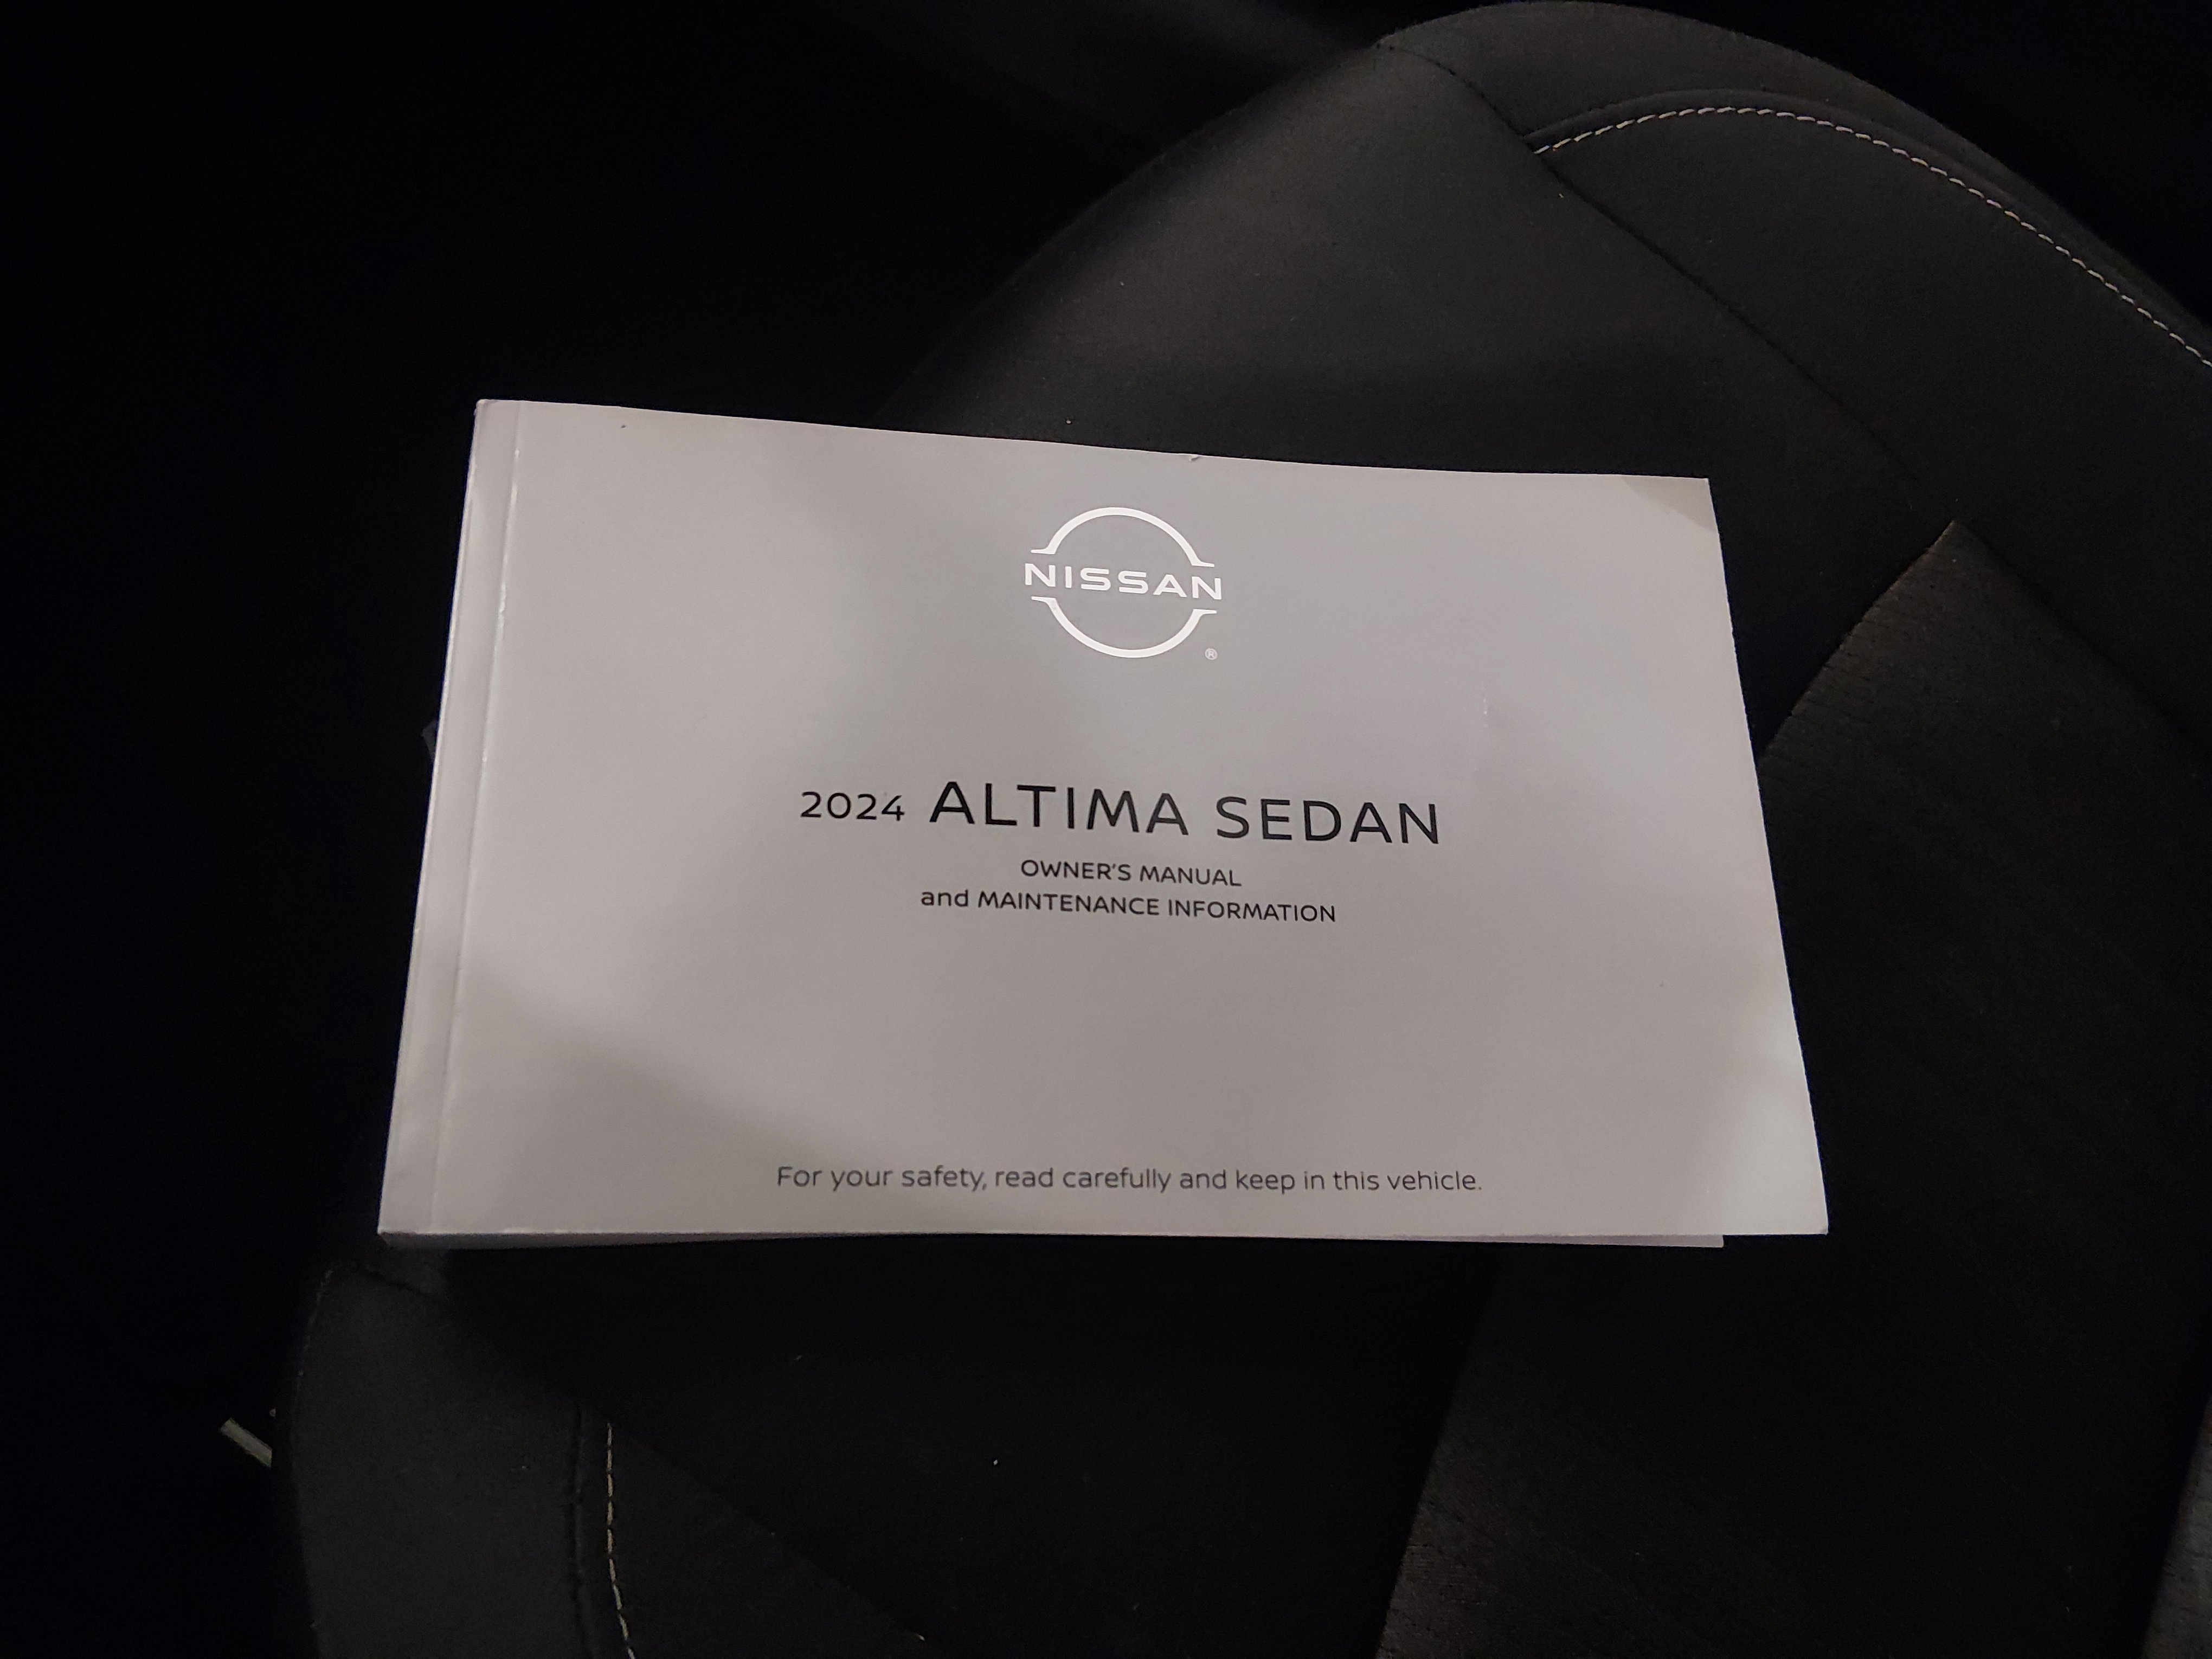 NISSAN
®
2024 ALTIMA SEDAN
OWNER'S MANUAL
and MAINTENANCE INFORMATION
For your safety, read carefully and keep in this vehicle.